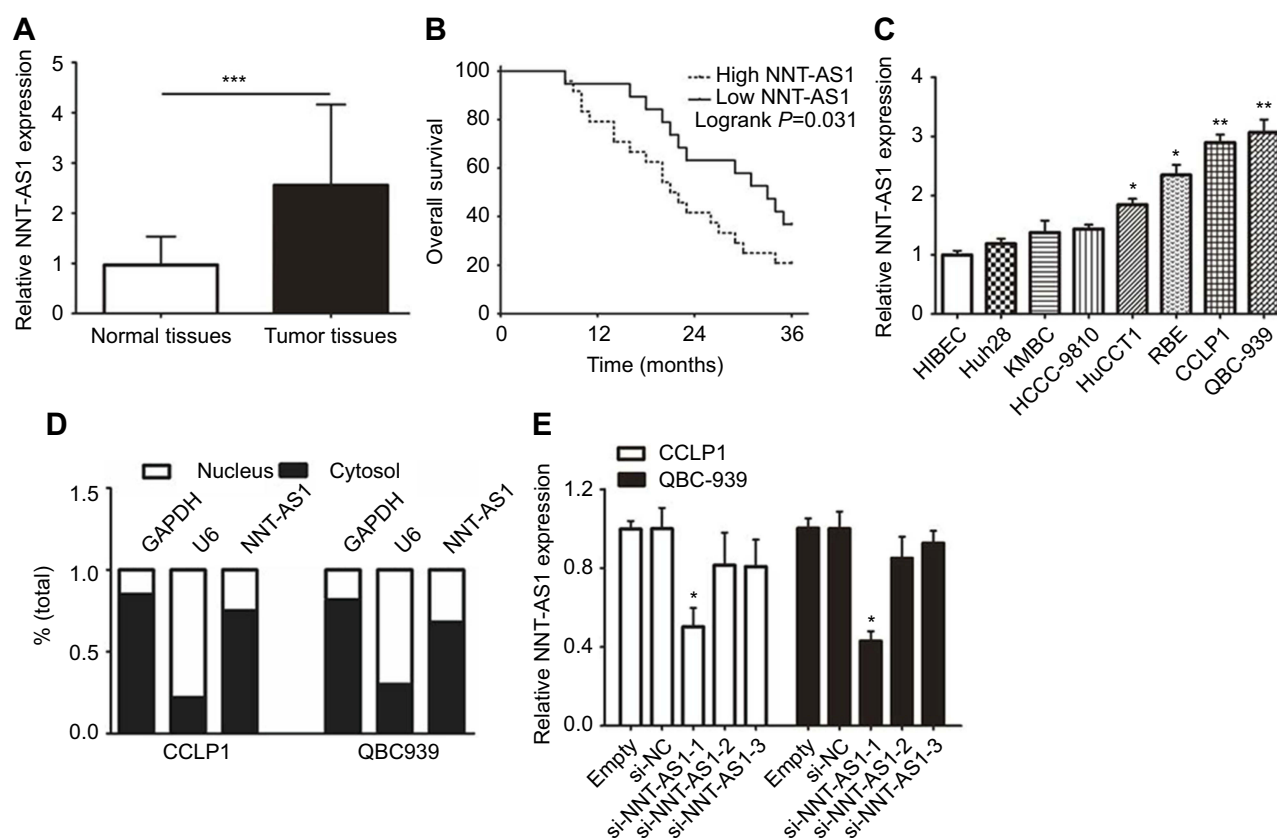 A
Relative NNT-AS1 expression
5
4
3
2
1
0
***
Normal tissues
Tumor tissues
B
Overall survival
100
80
60
40
20
0
High NNT-AS1
Low NNT-AS1
Logrank P=0.031
0
12
24
36
Time (months)
C
Relative NNT-AS1 expression
4
3
2
1
0
*
*
**
**
HIBEC
Huh28
KMBC
HCCC-9810
HuCCT1
RBE
CCLP1
QBC-939
D
Nucleus
Cytosol
% (total)
1.5
1.0
0.5
0.0
GAPDH
U6
NNT-AS1
GAPDH
U6
NNT-AS1
CCLP1
QBC939
E
CCLP1
QBC-939
Relative NNT-AS1 expression
1.2
0.8
0.4
0.0
*
*
Empty
si-NC
si-NNT-AS1-1
si-NNT-AS1-2
si-NNT-AS1-3
Empty
si-NC
si-NNT-AS1-1
si-NNT-AS1-2
si-NNT-AS1-3